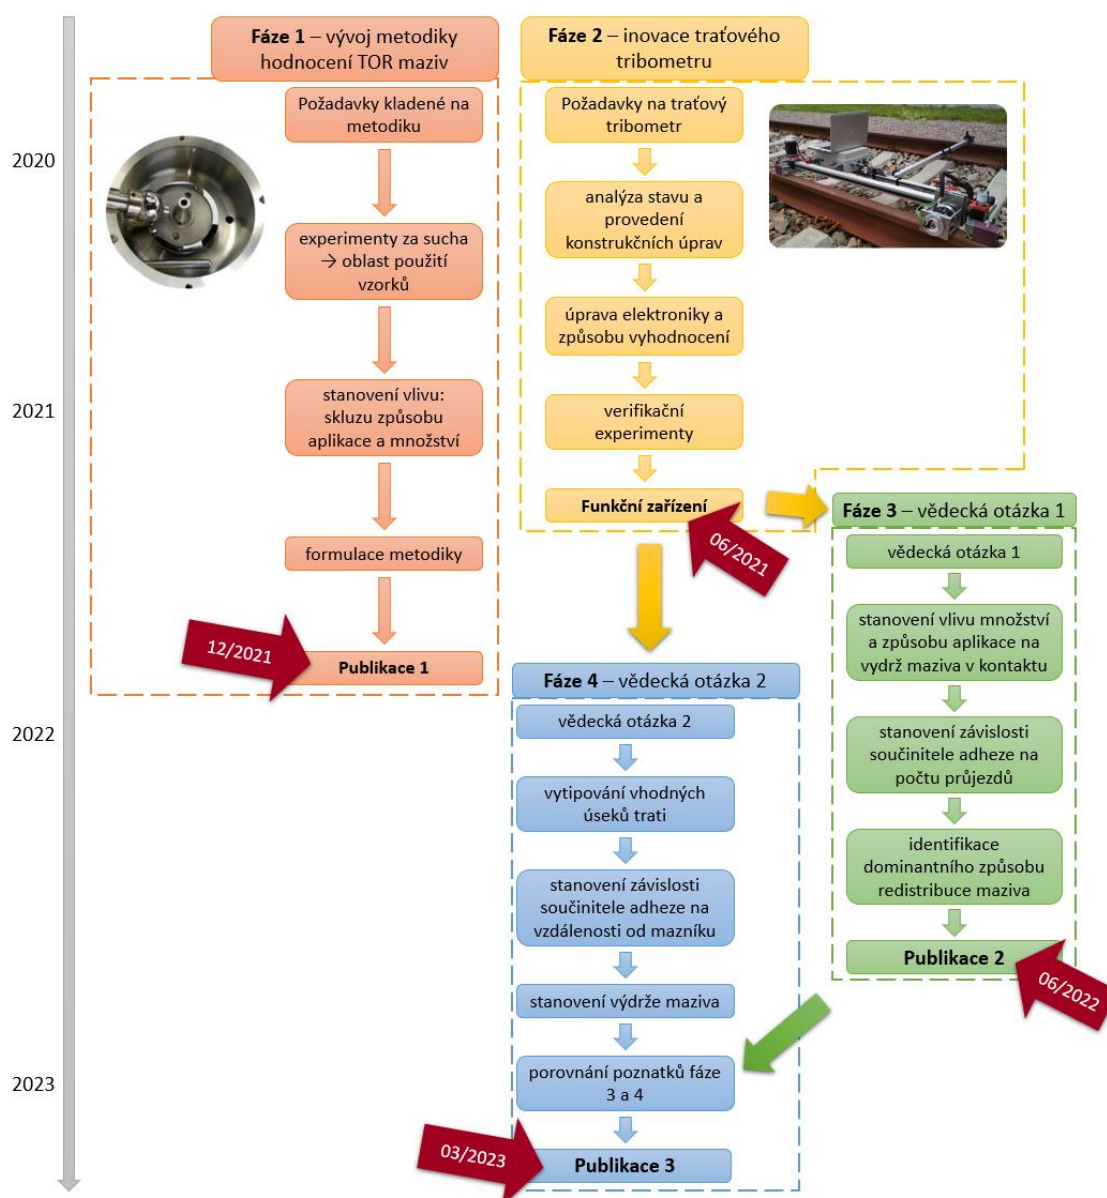 Fáze 1 – vývoj metodiky
hodnocení TOR maziv
Požadavky kladené na
metodiku
experimenty za sucha
→ oblast použití
vzorků
stanovení vlivu:
skluzu způsobu
aplikace a množství
formulace metodiky
12/2021
Publikace 1
Fáze 2 – inovace traťového
tribometru
Požadavky na traťový
tribometr
analýza stavu a
provedení
konstrukčních úprav
úprava elektroniky a
způsobu vyhodnocení
verifikační
experimenty
Funkční zařízení
06/2021
Fáze 3 – vědecká otázka 1
vědecká otázka 1
stanovení vlivu množství
a způsobu aplikace na
vydrž maziva v kontaktu
stanovení závislosti
součinitele adheze na
počtu průjezdů
identifikace
dominantního způsobu
redistribuce maziva
Publikace 2
06/2022
Fáze 4 – vědecká otázka 2
vědecká otázka 2
vytipování vhodných
úseků trati
stanovení závislosti
součinitele adheze na
vzdálenosti od mazníku
stanovení výdrže maziva
porovnání poznatků fáze
3 a 4
03/2023
Publikace 3
2020
2021
2022
2023